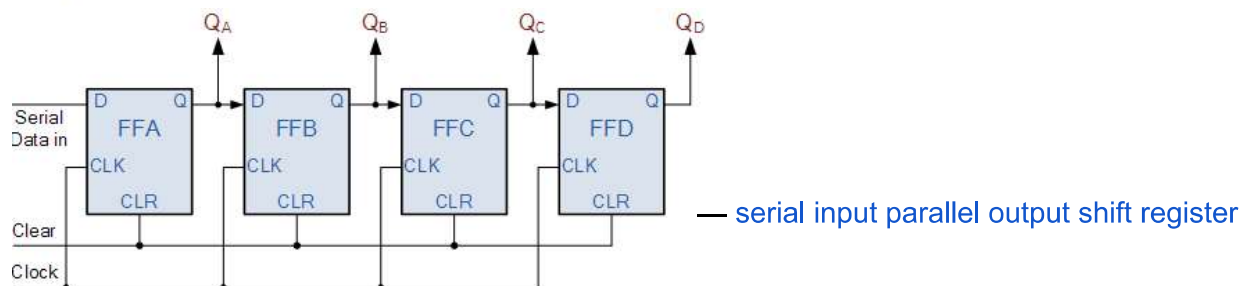 QA QB QC QD
D Q D Q D Q D Q
Serial
Data in
FFA FFB FFC FFD
CLK CLK CLK CLK
CLR CLR CLR CLR
— serial input parallel output shift register
Clear
Clock